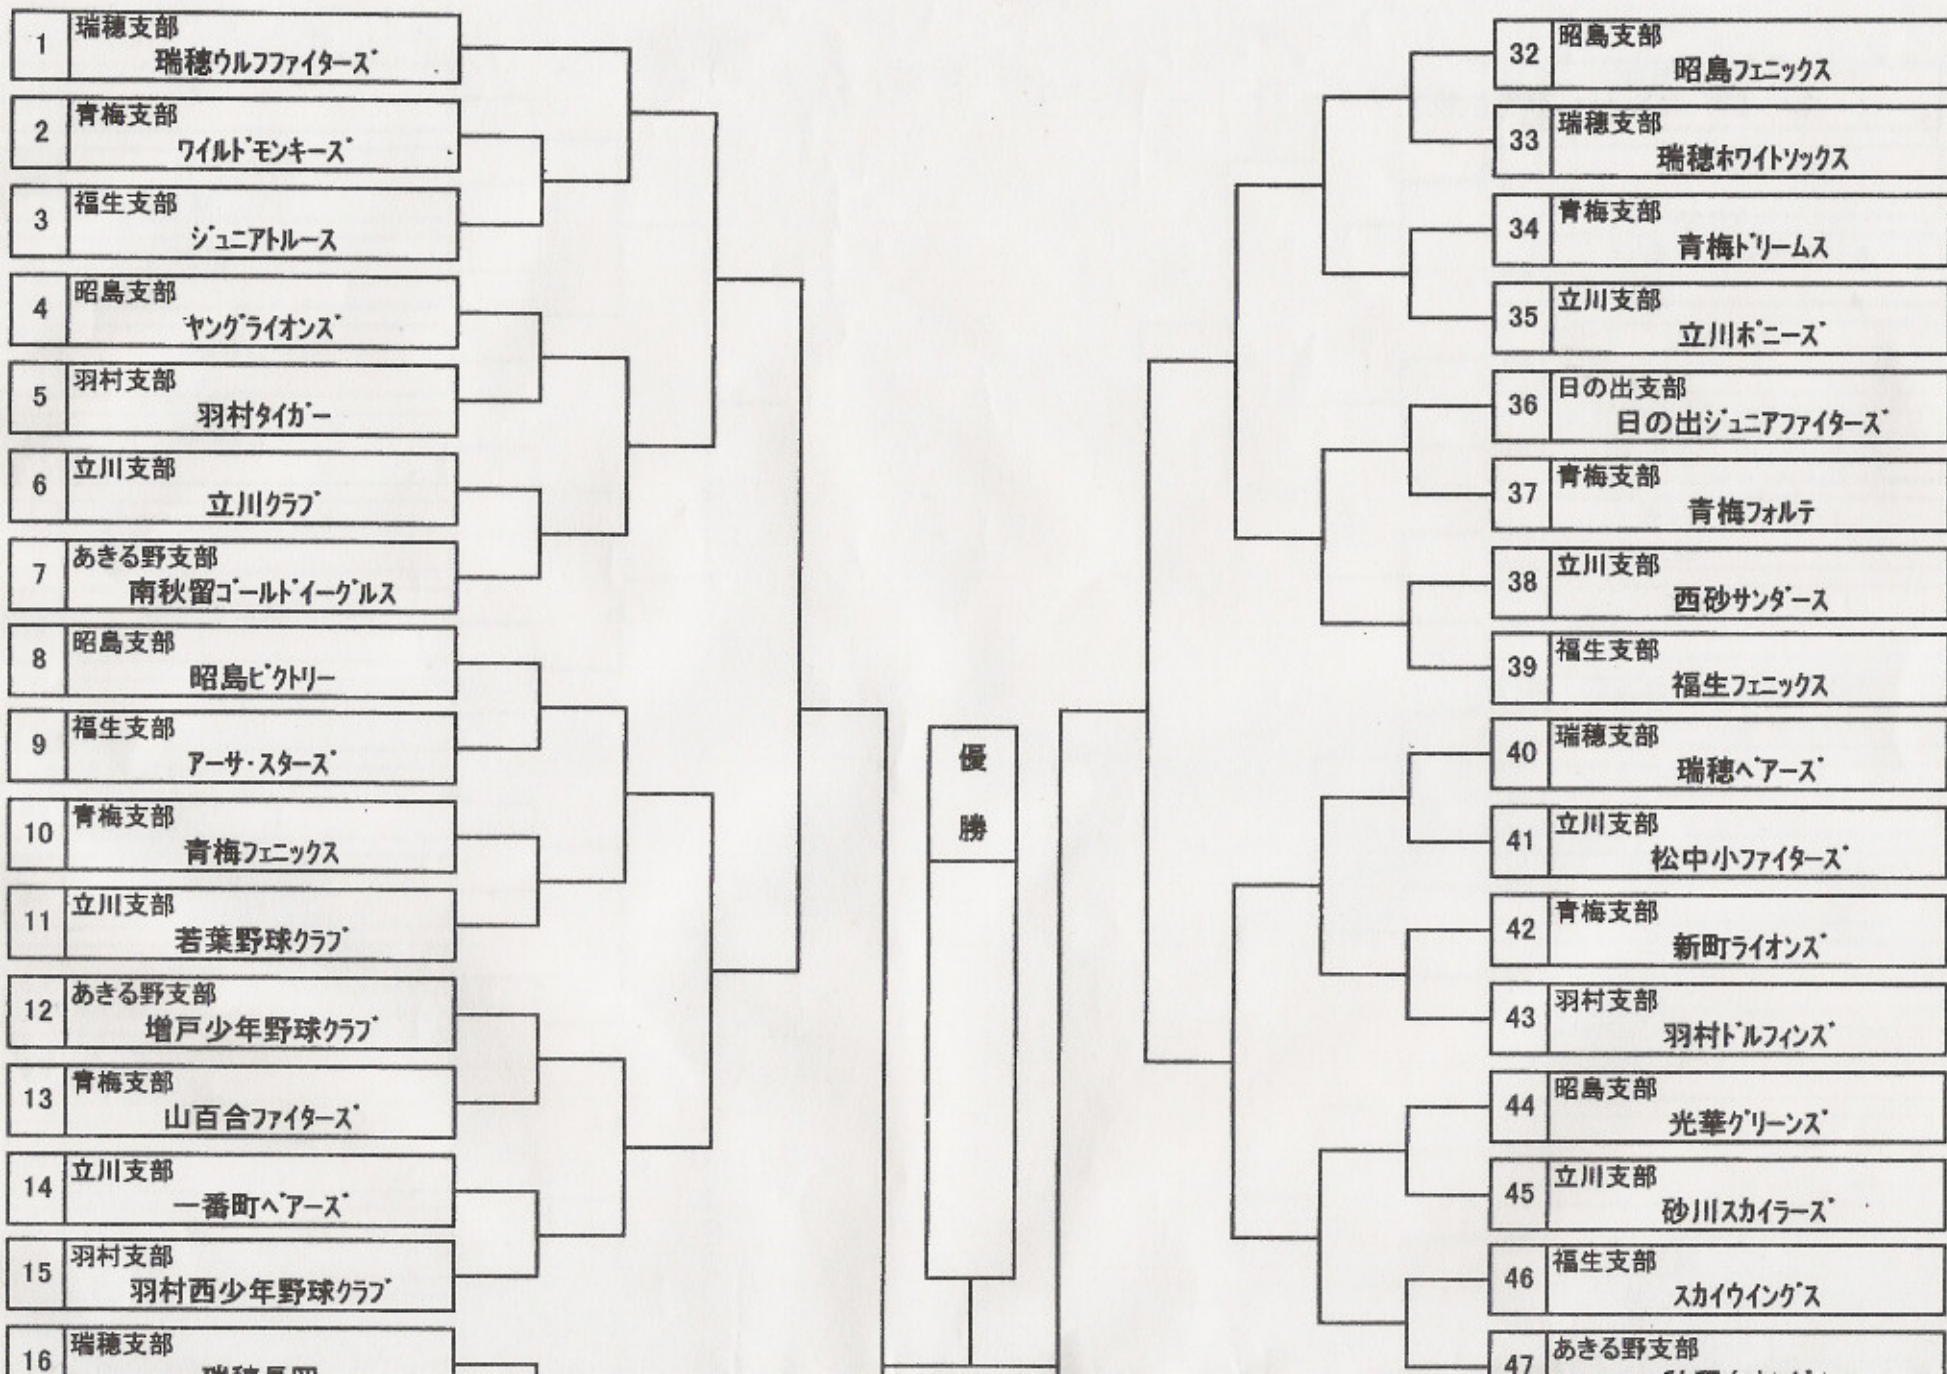 1
瑞穂支部
瑞穂ウルフファイターズ
2
青梅支部
ワイルドモンキーズ
3
福生支部
ジュニアトルース
4
昭島支部
ヤングライオンズ
5
羽村支部
羽村タイガー
6
立川支部
立川クラブ
7
あきる野支部
南秋留ゴールドイーグルス
8
昭島支部
昭島ビクトリー
9
福生支部
アーサ・スターズ
10
青梅支部
青梅フェニックス
11
立川支部
若葉野球クラブ
12
あきる野支部
増戸少年野球クラブ
13
青梅支部
山百合ファイターズ
14
立川支部
一番町ベアーズ
15
羽村支部
羽村西少年野球クラブ
16
瑞穂支部
優勝
32
昭島支部
昭島フェニックス
33
瑞穂支部
瑞穂ホワイトソックス
34
青梅支部
青梅ドリームス
35
立川支部
立川ポニーズ
36
日の出支部
日の出ジュニアファイターズ
37
青梅支部
青梅フォルテ
38
立川支部
西砂サンダース
39
福生支部
福生フェニックス
40
瑞穂支部
瑞穂ベアーズ
41
立川支部
松中小ファイターズ
42
青梅支部
新町ライオンズ
43
羽村支部
羽村ドルフィンズ
44
昭島支部
光華グリーンズ
45
立川支部
砂川スカイラーズ
46
福生支部
スカイウイングス
47
あきる野支部